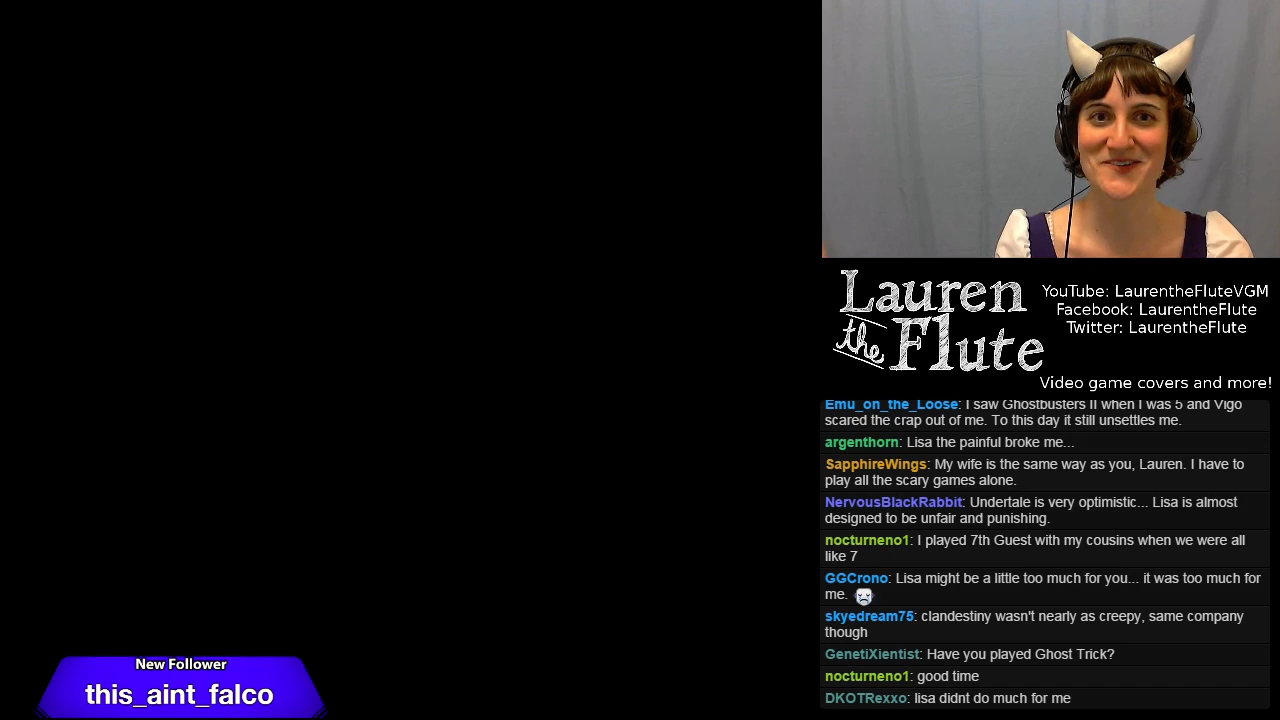 Lauren
the Flute
YouTube: LaurentheFluteVGM
Facebook: LaurentheFlute
Twitter: LaurentheFlute
Video game covers and more!
Emu_on_the_Loose: I saw Ghostbusters II when I was 5 and Vigo
scared the crap out of me. To this day it still unsettles me.
argenthorn: Lisa the painful broke me...
SapphireWings: My wife is the same way as you, Lauren. I have to
play all the scary games alone.
NervousBlackRabbit: Undertale is very optimistic... Lisa is almost
designed to be unfair and punishing.
nocturneno1: I played 7th Guest with my cousins when we were all
like 7
GGCrono: Lisa might be a little too much for you... it was too much for
me.
skyedream75: clandestiny wasn't nearly as creepy, same company
though
GenetiXientist: Have you played Ghost Trick?
nocturneno1: good time
DKOTRexxo: lisa didnt do much for me
New Follower
this_aint_falco